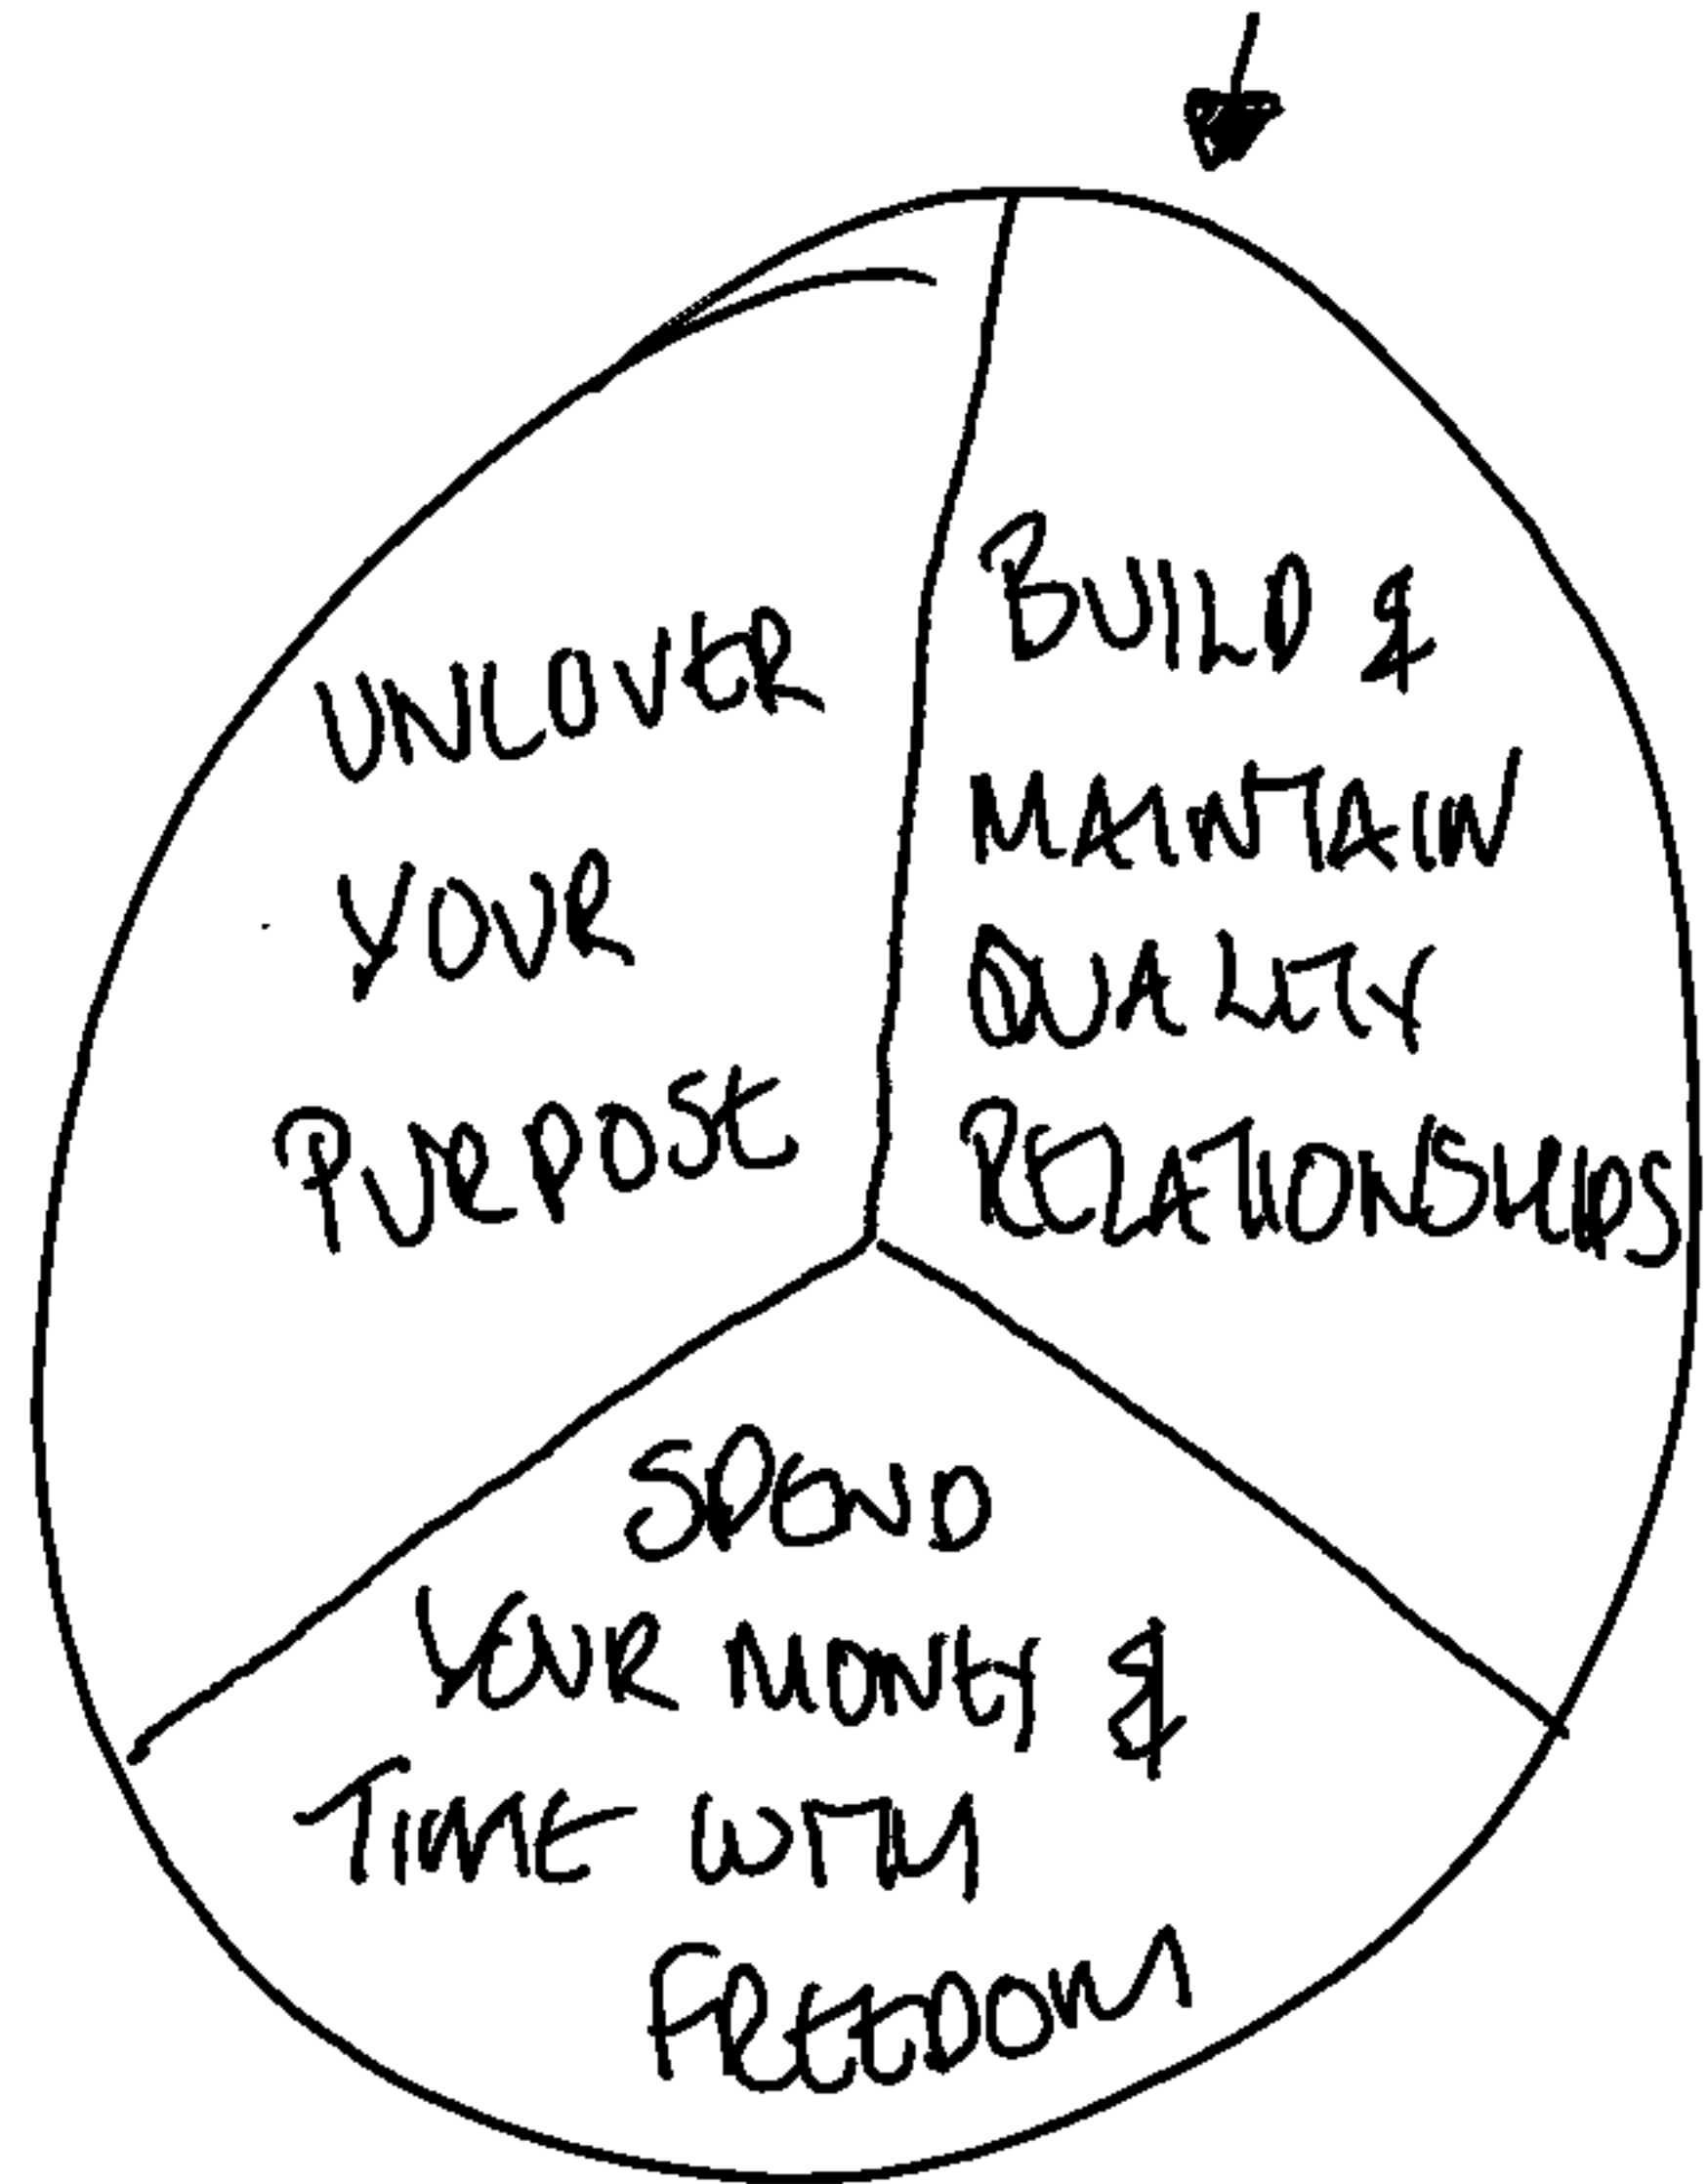 UNCOVER
YOUR
PURPOSE
BUILD &
MAINTAIN
QUALITY
RELATIONSHIPS
SPEND
YOUR MONEY &
TIME WITH
FREEDOM